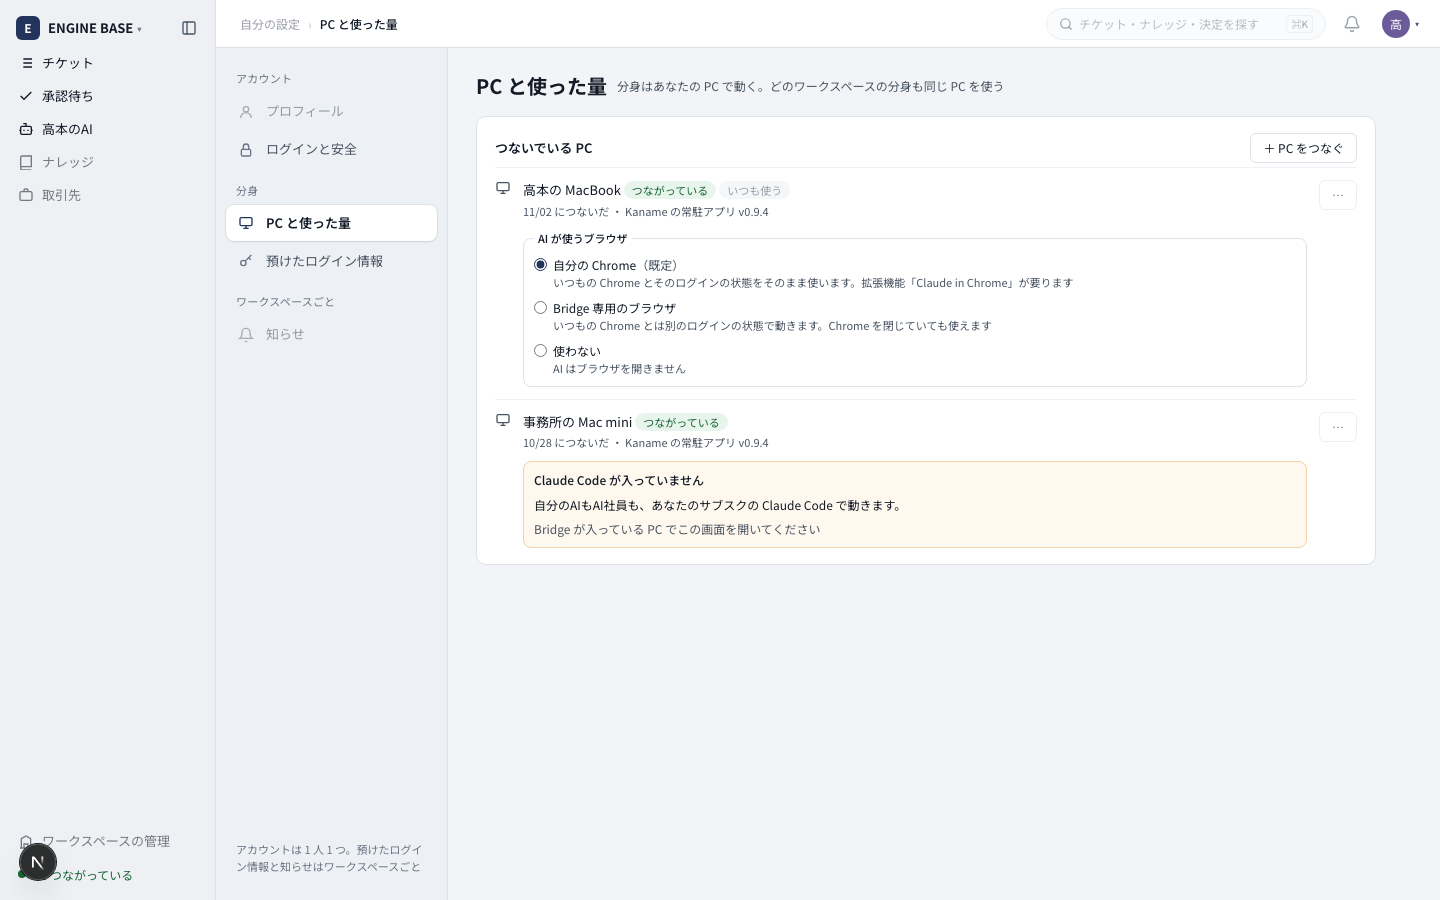 E ENGINE BASE
自分の設定 › PC と使った量
チケット・ナレッジ・決定を探す ⌘K
高
チケット
承認待ち
高本のAI
ナレッジ
取引先
アカウント
プロフィール
ログインと安全
分身
PC と使った量
預けたログイン情報
ワークスペースごと
知らせ
PC と使った量 分身はあなたの PC で動く。どのワークスペースの分身も同じ PC を使う
つないでいる PC
+ PC をつなぐ
高本の MacBook つながっている いつも使う
…
11/02 につないだ ・ Kaname の常駐アプリ v0.9.4
AI が使うブラウザ
自分の Chrome（既定）
いつもの Chrome とそのログインの状態をそのまま使います。拡張機能「Claude in Chrome」が要ります
Bridge 専用のブラウザ
いつもの Chrome とは別のログインの状態で動きます。Chrome を閉じていても使えます
使わない
AI はブラウザを開きません
事務所の Mac mini つながっている
…
10/28 につないだ ・ Kaname の常駐アプリ v0.9.4
Claude Code が入っていません
自分のAIもAI社員も、あなたのサブスクの Claude Code で動きます。
Bridge が入っている PC でこの画面を開いてください
ワークスペースの管理
N
つながっている
アカウントは 1 人 1 つ。預けたログイ
ン情報と知らせはワークスペースごと